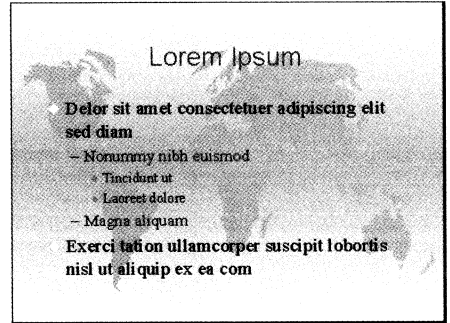 Lorem Ipsum
Delor sit amet consectetuer adipiscing elit
sed diam
– Nonummy nibh euismod
• Tincidunt ut
• Laoreet dolore
– Magna aliquam
Exerci tation ullamcorper suscipit lobortis
nisl ut aliquip ex ea com